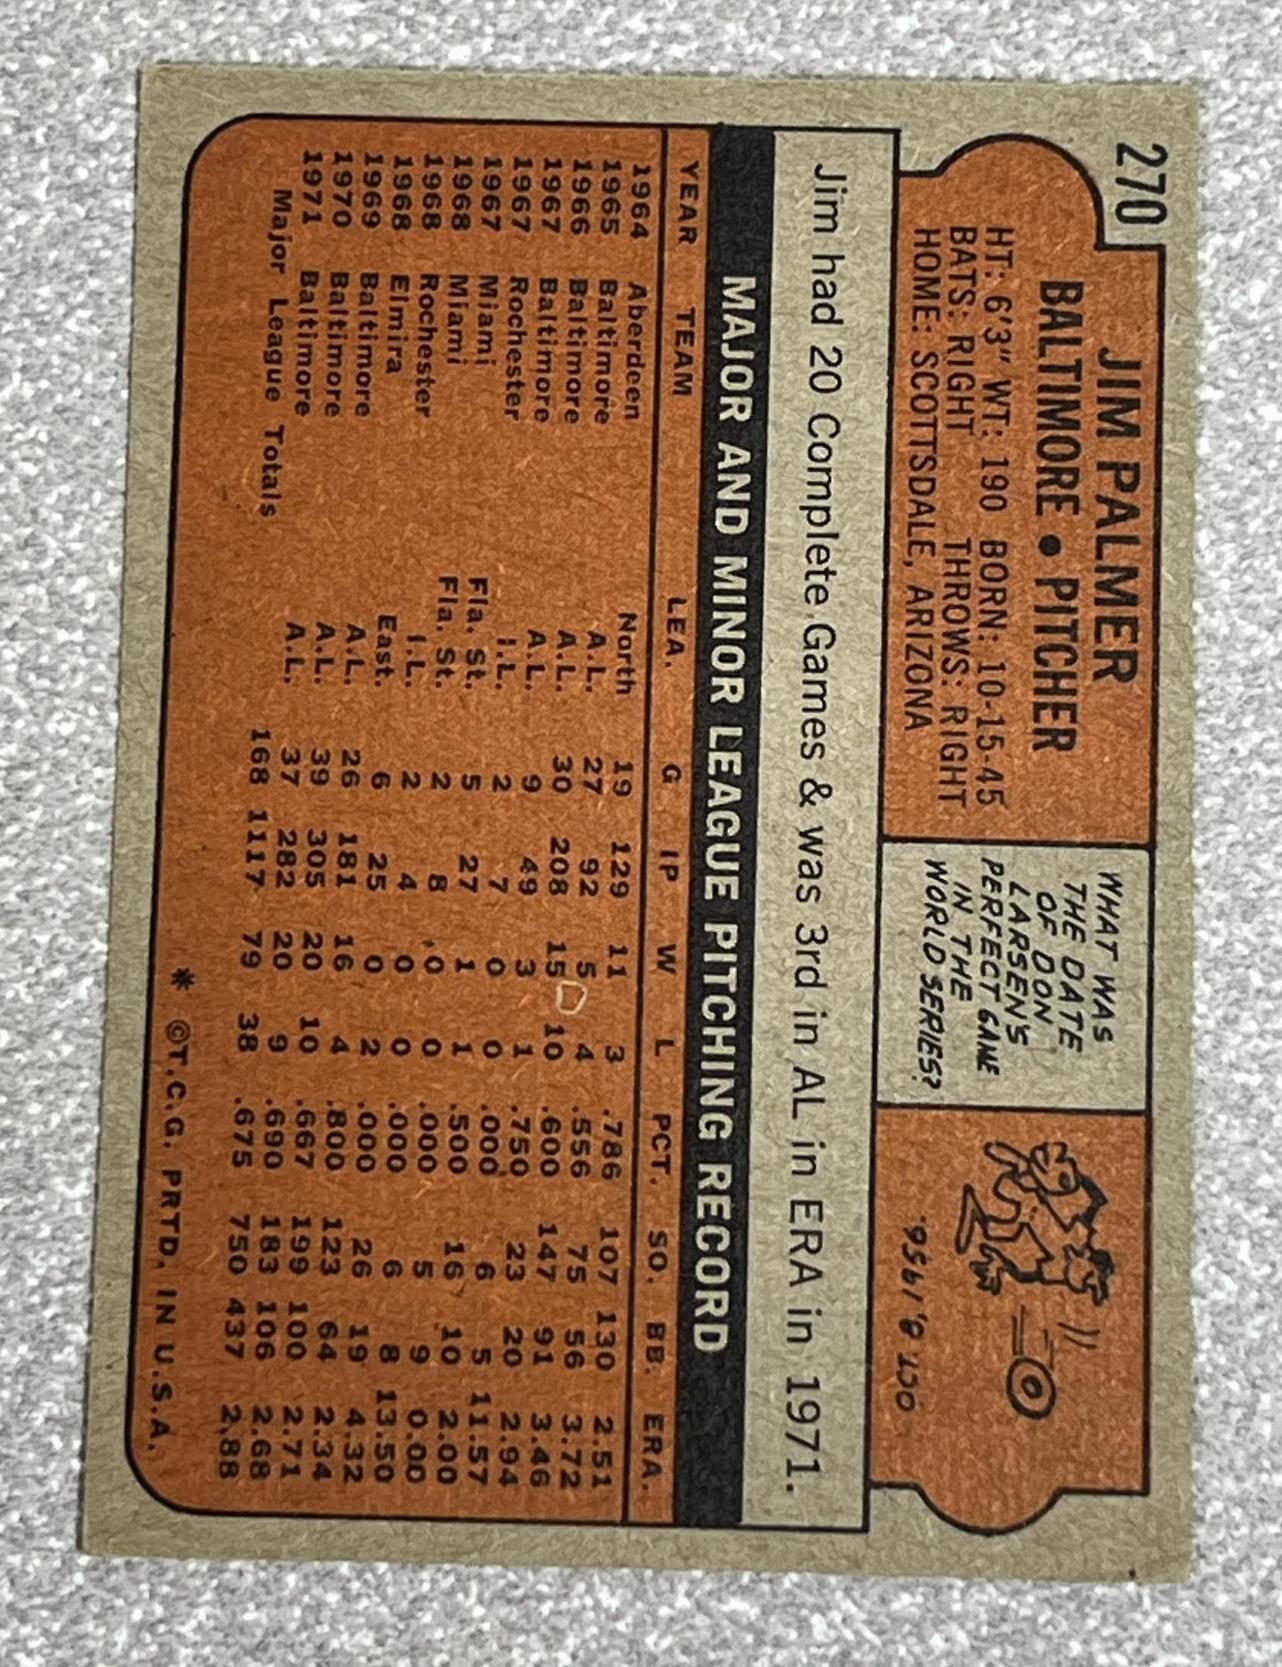 270
JIM PALMER
BALTIMORE ● PITCHER
HT: 6'3" WT: 190 BORN: 10-15-45
BATS: RIGHT THROWS: RIGHT
HOME: SCOTTSDALE, ARIZONA
WHAT WAS
THE DATE
OF DON
LARSEN'S
PERFECT GAME
IN THE
WORLD SERIES?
OCT. 8, 1956.
Jim had 20 Complete Games & was 3rd in AL in ERA in 1971.
MAJOR AND MINOR LEAGUE PITCHING RECORD
YEAR TEAM LEA. G IP W L PCT. SO. BB. ERA.
1964 Aberdeen North 19 129 11 3 .786 107 130 2.51
1965 Baltimore A.L. 27 92 5 4 .556 75 56 3.72
1966 Baltimore A.L. 30 208 15 10 .600 147 91 3.46
1967 Baltimore A.L. 9 49 3 1 .750 23 20 2.94
1967 Rochester I.L. 2 7 0 0 .000 6 5 11.57
1967 Miami Fla. St. 5 27 1 1 .500 16 10 2.00
1968 Miami Fla. St. 2 8 0 0 .000 5 9 0.00
1968 Rochester I.L. 2 4 0 0 .000 6 8 13.50
1968 Elmira East. 6 25 0 2 .000 26 19 4.32
1969 Baltimore A.L. 26 181 16 4 .800 123 64 2.34
1970 Baltimore A.L. 39 305 20 10 .667 199 100 2.71
1971 Baltimore A.L. 37 282 20 9 .690 183 106 2.68
Major League Totals 168 1117 79 38 .675 750 437 2.88
* ©T.C.G. PRTD. IN U.S.A.